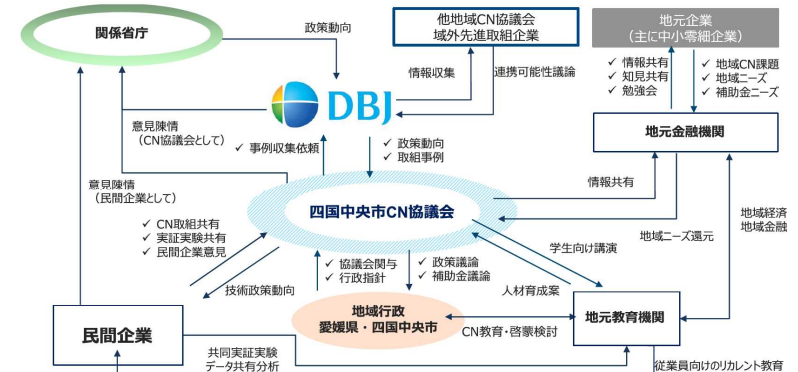 関係省庁
政策動向
他地域CN協議会
域外先進取組企業
地元企業
（主に中小零細企業）
情報収集
連携可能性議論
✓ 情報共有
✓ 知見共有
✓ 勉強会
✓ 地域CN課題
✓ 地域ニーズ
✓ 補助金ニーズ
DBJ
意見陳情
（CN協議会として）
✓ 事例収集依頼
✓ 政策動向
✓ 取組事例
地元金融機関
意見陳情
（民間企業として）
情報共有
四国中央市CN協議会
地域経済
地域金融
✓ CN取組共有
✓ 実証実験共有
✓ 民間企業意見
地域ニーズ還元
学生向け講演
✓ 協議会関与
✓ 行政指針
✓ 政策議論
✓ 補助金議論
技術政策動向
人材育成案
地域行政
愛媛県・四国中央市
地元教育機関
民間企業
CN教育・啓蒙検討
共同実証実験
データ共有分析
従業員向けのリカレント教育